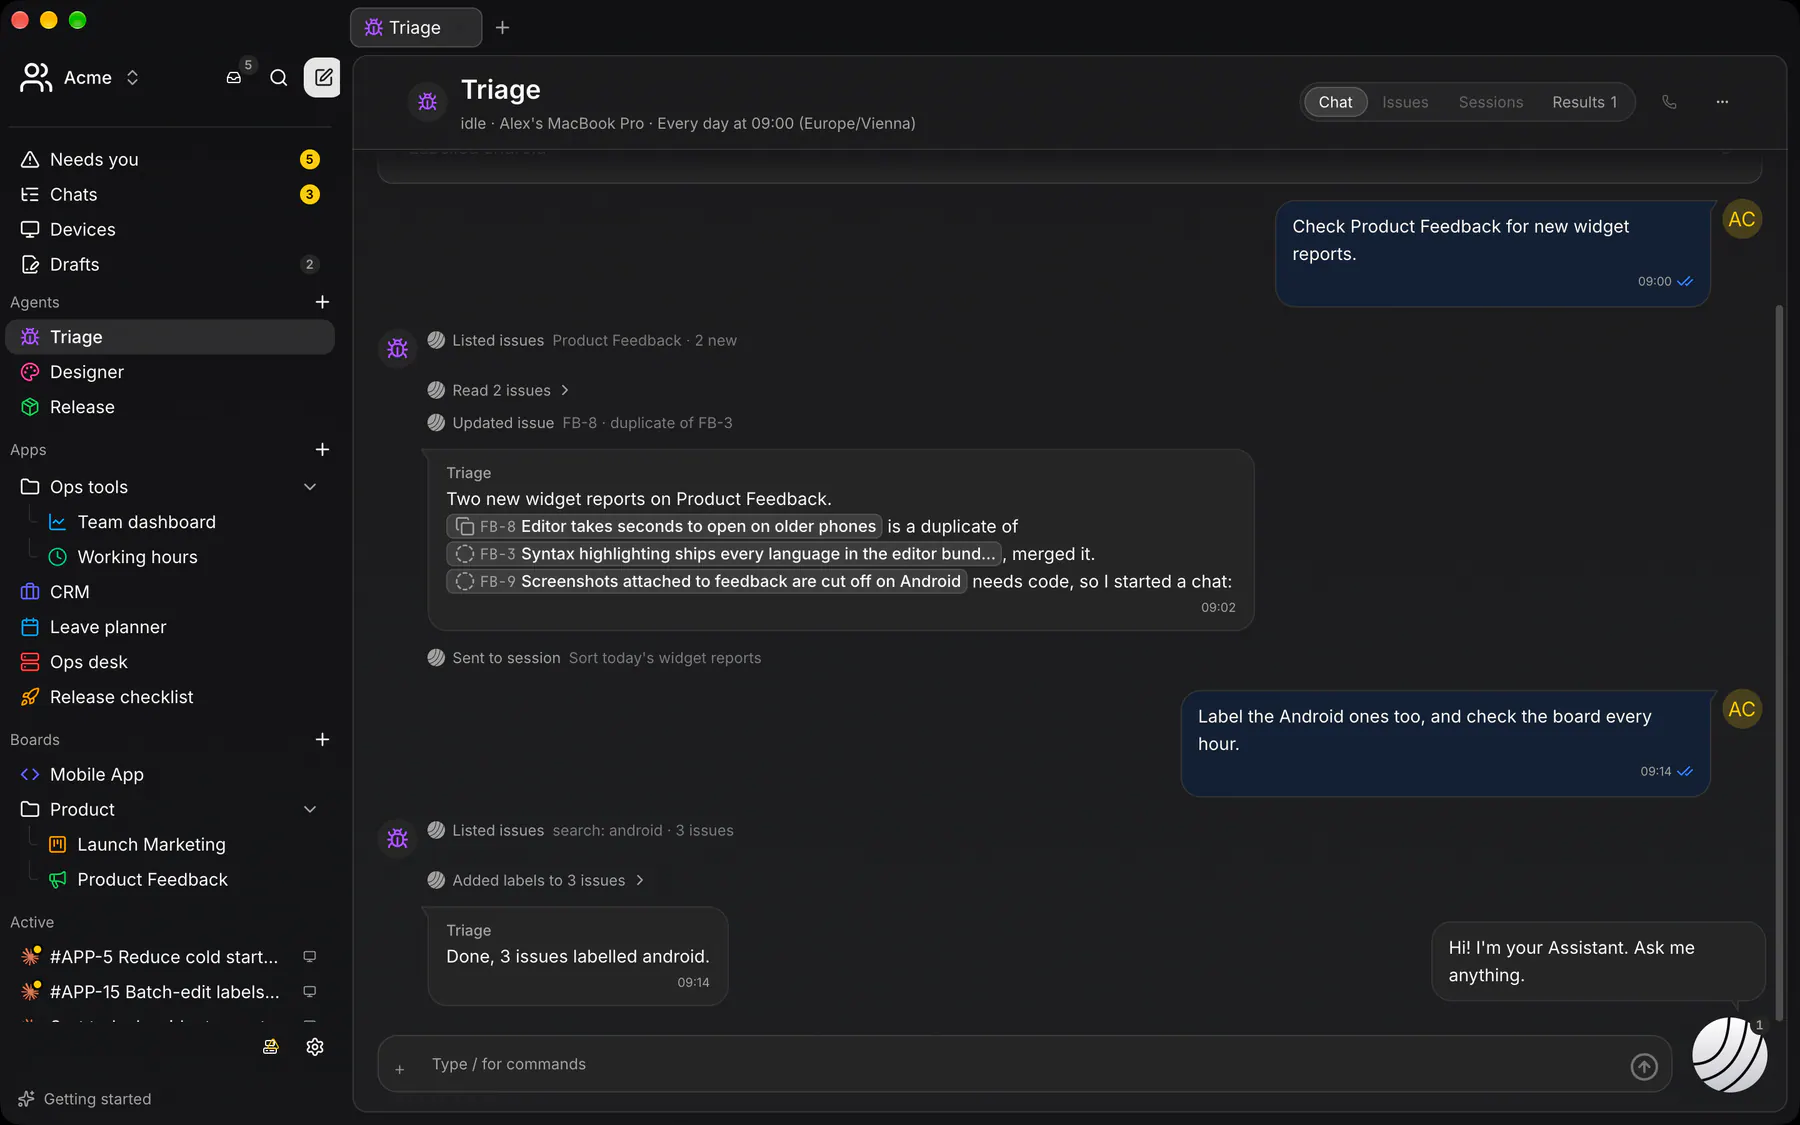 Triage
Acme
5
Triage
idle · Alex's MacBook Pro · Every day at 09:00 (Europe/Vienna)
Chat
Issues
Sessions
Results 1
Needs you
5
Chats
3
Devices
Drafts
2
Agents
Triage
Designer
Release
Apps
Ops tools
Team dashboard
Working hours
CRM
Leave planner
Ops desk
Release checklist
Boards
Mobile App
Product
Launch Marketing
Product Feedback
Active
#APP-5 Reduce cold start...
#APP-15 Batch-edit labels...
Getting started
Check Product Feedback for new widget
reports.
09:00
AC
Listed issues Product Feedback · 2 new
Read 2 issues
Updated issue FB-8 · duplicate of FB-3
Triage
Two new widget reports on Product Feedback.
FB-8 Editor takes seconds to open on older phones is a duplicate of
FB-3 Syntax highlighting ships every language in the editor bund... , merged it.
FB-9 Screenshots attached to feedback are cut off on Android needs code, so I started a chat:
09:02
Sent to session Sort today's widget reports
Label the Android ones too, and check the board every
hour.
09:14
AC
Listed issues search: android · 3 issues
Added labels to 3 issues
Triage
Done, 3 issues labelled android.
09:14
Hi! I'm your Assistant. Ask me
anything.
1
Type / for commands